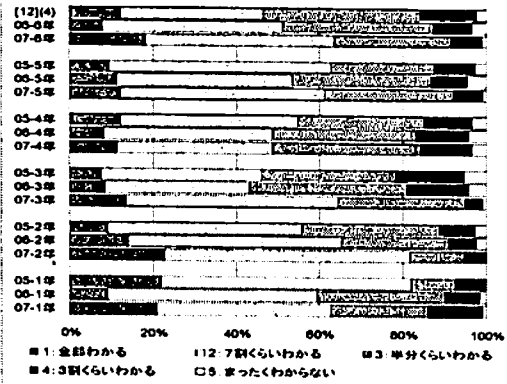 [12](4)
06-6年
07-6年
05-5年
06-5年
07-5年
05-4年
06-4年
07-4年
05-3年
06-3年
07-3年
05-2年
06-2年
07-2年
05-1年
06-1年
07-1年
0% 20% 40% 60% 80% 100%
■1:全部わかる □2:7割くらいわかる ■3:半分くらいわかる
■4:3割くらいわかる □5:まったくわからない